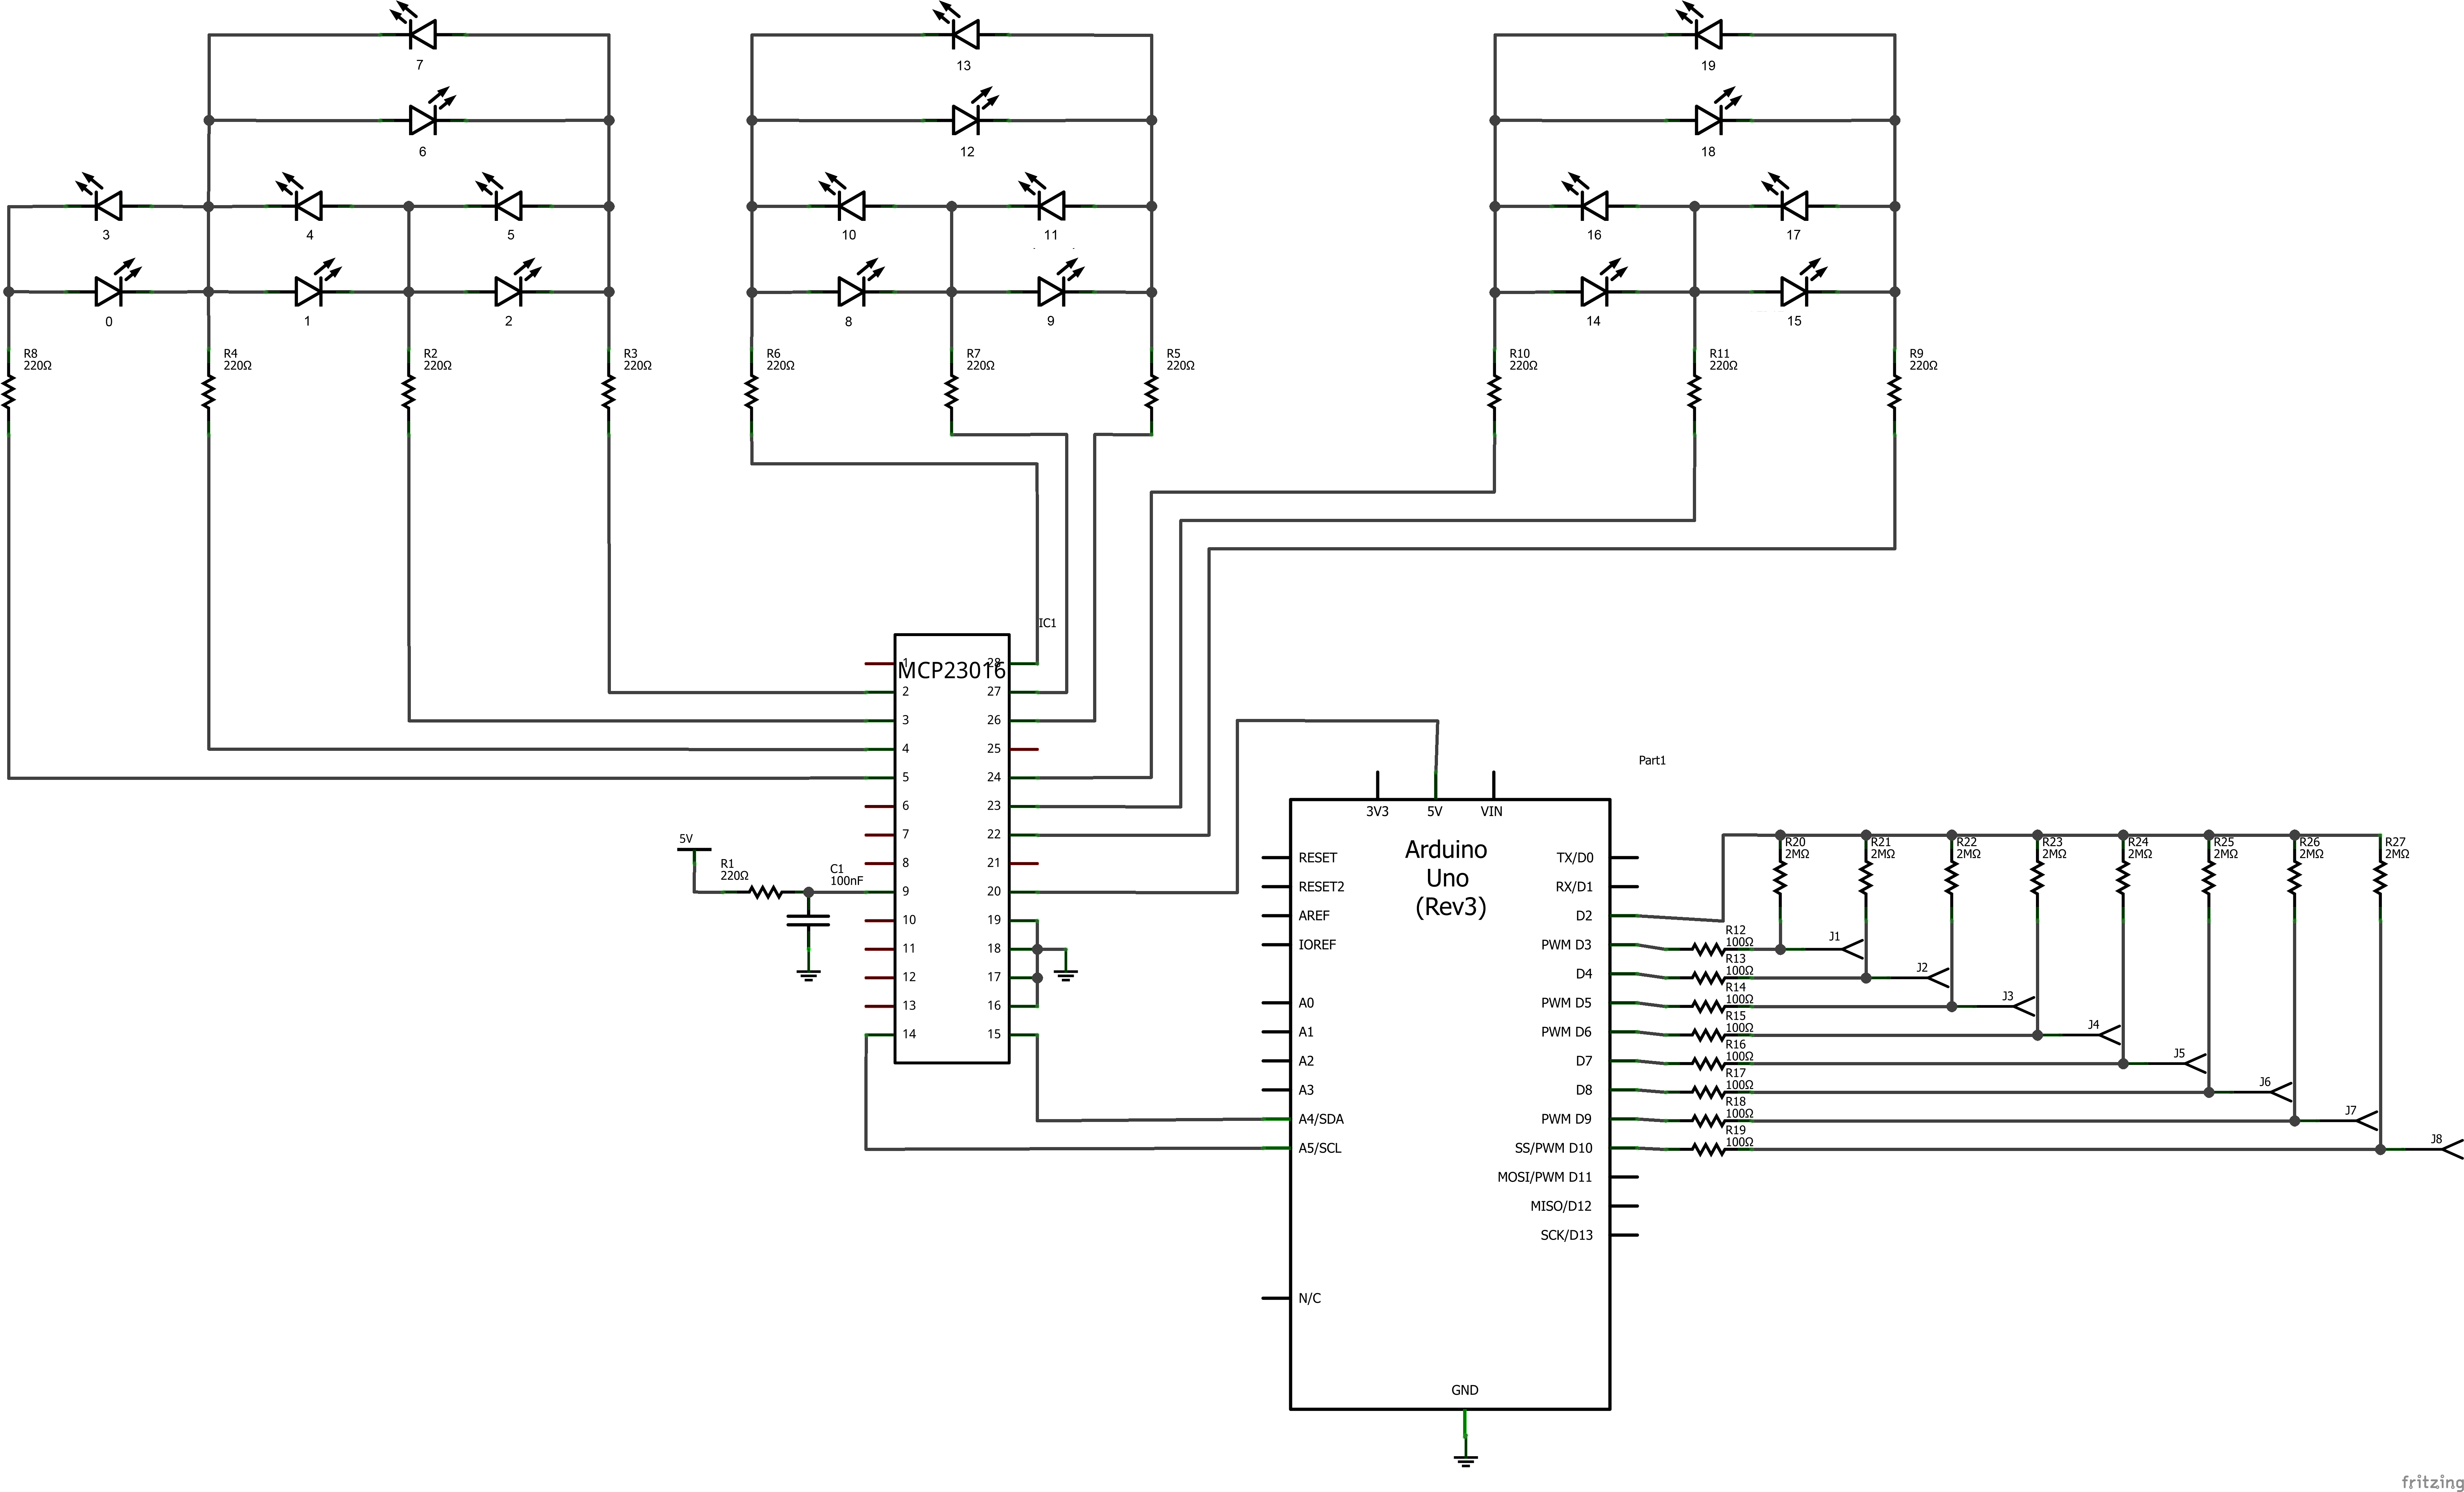 7
13
19
6
12
18
3
4
5
10
11
16
17
0
1
2
8
9
14
15
R8
220Ω
R4
220Ω
R2
220Ω
R3
220Ω
R6
220Ω
R7
220Ω
R5
220Ω
R10
220Ω
R11
220Ω
R9
220Ω
IC1
MCP23016
1
2
3
4
5
6
7
8
9
10
11
12
13
14
28
27
26
25
24
23
22
21
20
19
18
17
16
15
5V
R1
220Ω
C1
100nF
Part1
3V3
5V
VIN
Arduino
Uno
(Rev3)
RESET
RESET2
AREF
IOREF
A0
A1
A2
A3
A4/SDA
A5/SCL
N/C
TX/D0
RX/D1
D2
PWM D3
D4
PWM D5
PWM D6
D7
D8
PWM D9
SS/PWM D10
MOSI/PWM D11
MISO/D12
SCK/D13
GND
R20
2MΩ
R21
2MΩ
R22
2MΩ
R23
2MΩ
R24
2MΩ
R25
2MΩ
R26
2MΩ
R27
2MΩ
R12
100Ω
R13
100Ω
R14
100Ω
R15
100Ω
R16
100Ω
R17
100Ω
R18
100Ω
R19
100Ω
J1
J2
J3
J4
J5
J6
J7
J8
fritzing